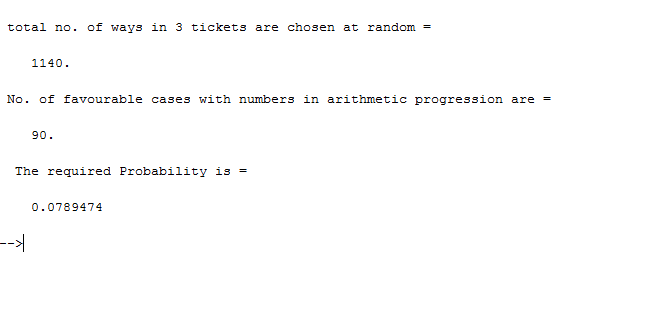 total no. of ways in 3 tickets are chosen at random =
1140.
No. of favourable cases with numbers in arithmetic progression are =
90.
The required Probability is =
0.0789474
-->